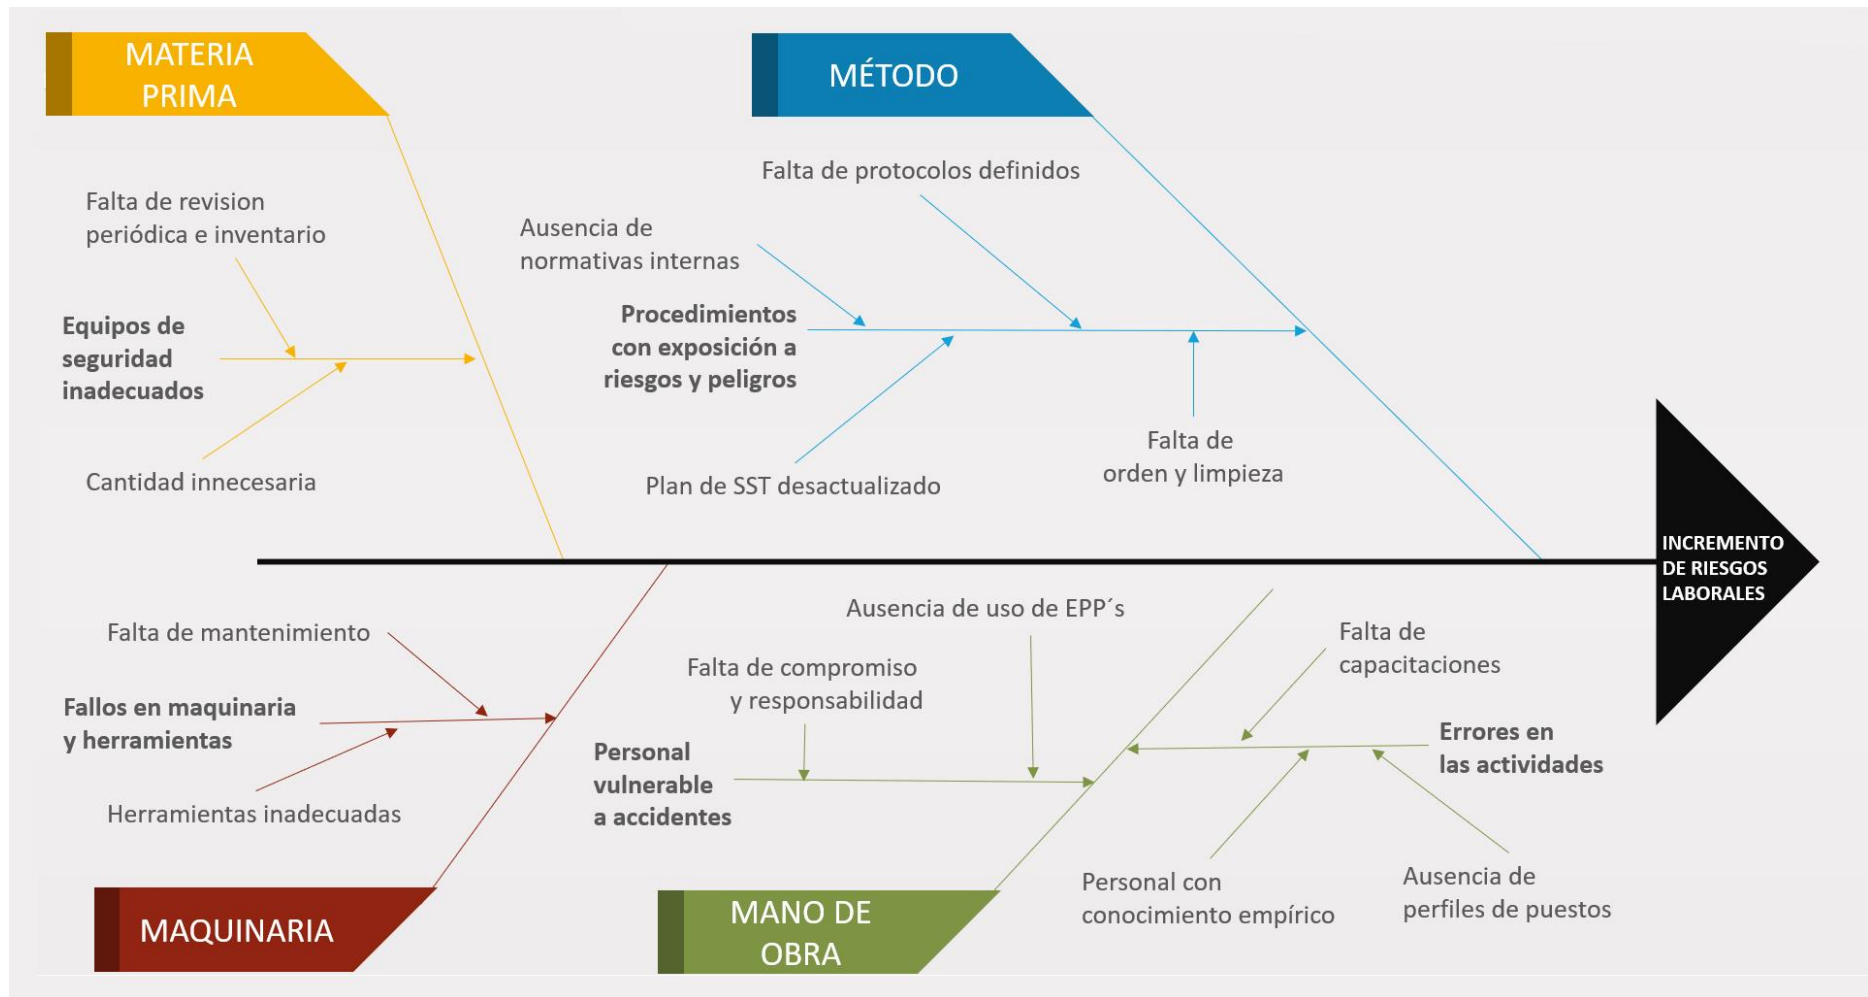 MATERIA
PRIMA
MÉTODO
Falta de protocolos definidos
Falta de revision
periódica e inventario
Ausencia de
normativas internas
Equipos de
seguridad
inadecuados
Procedimientos
con exposición a
riesgos y peligros
Cantidad innecesaria
Plan de SST desactualizado
Falta de
orden y limpieza
INCREMENTO
DE RIESGOS
LABORALES
Falta de mantenimiento
Fallos en maquinaria
y herramientas
Herramientas inadecuadas
Ausencia de uso de EPP´s
Falta de compromiso
y responsabilidad
Personal
vulnerable
a accidentes
Falta de
capacitaciones
Errores en
las actividades
Personal con
conocimiento empírico
Ausencia de
perfiles de puestos
MAQUINARIA
MANO DE
OBRA